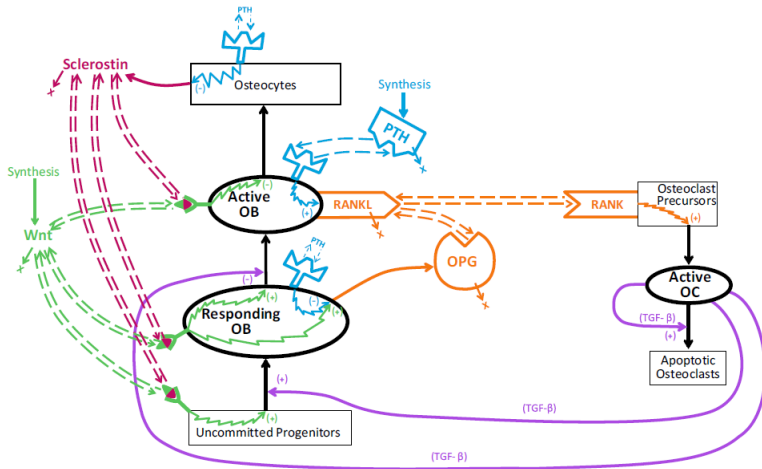 PTH
Sclerostin
x
(-)
Osteocytes
Synthesis
PTH
x
Synthesis
(-)
Active
OB
(+)
RANKL
x
RANK
Osteoclast
Precursors
(+)
Wnt
x
PTH
OPG
x
(-)
(+)
(-)
(+)
Responding
OB
Active
OC
(TGF- β)
(+)
Apoptotic
Osteoclasts
(+)
(+)
Uncommitted Progenitors
(TGF-β)
(TGF- β)